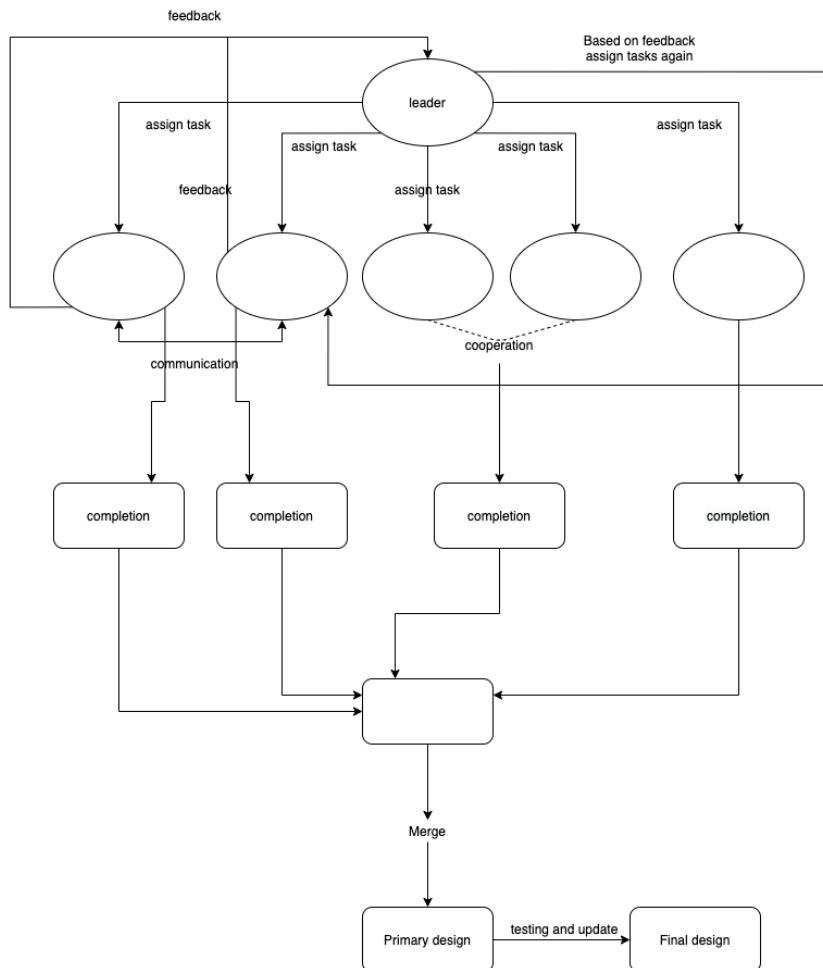 feedback
Based on feedback
assign tasks again
leader
assign task
assign task
assign task
assign task
feedback
assign task
cooperation
communication
completion
completion
completion
completion
Merge
Primary design
testing and update
Final design